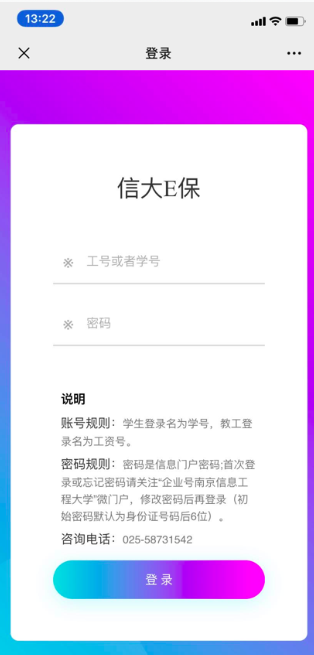 13:22
登录
信大E保
※ 工号或者学号
※ 密码
说明
账号规则：学生登录名为学号，教工登
录名为工资号。
密码规则：密码是信息门户密码;首次登
录或忘记密码请关注“企业号南京信息工
程大学”微门户，修改密码后再登录（初
始密码默认为身份证号码后6位）。
咨询电话：025-58731542
登 录